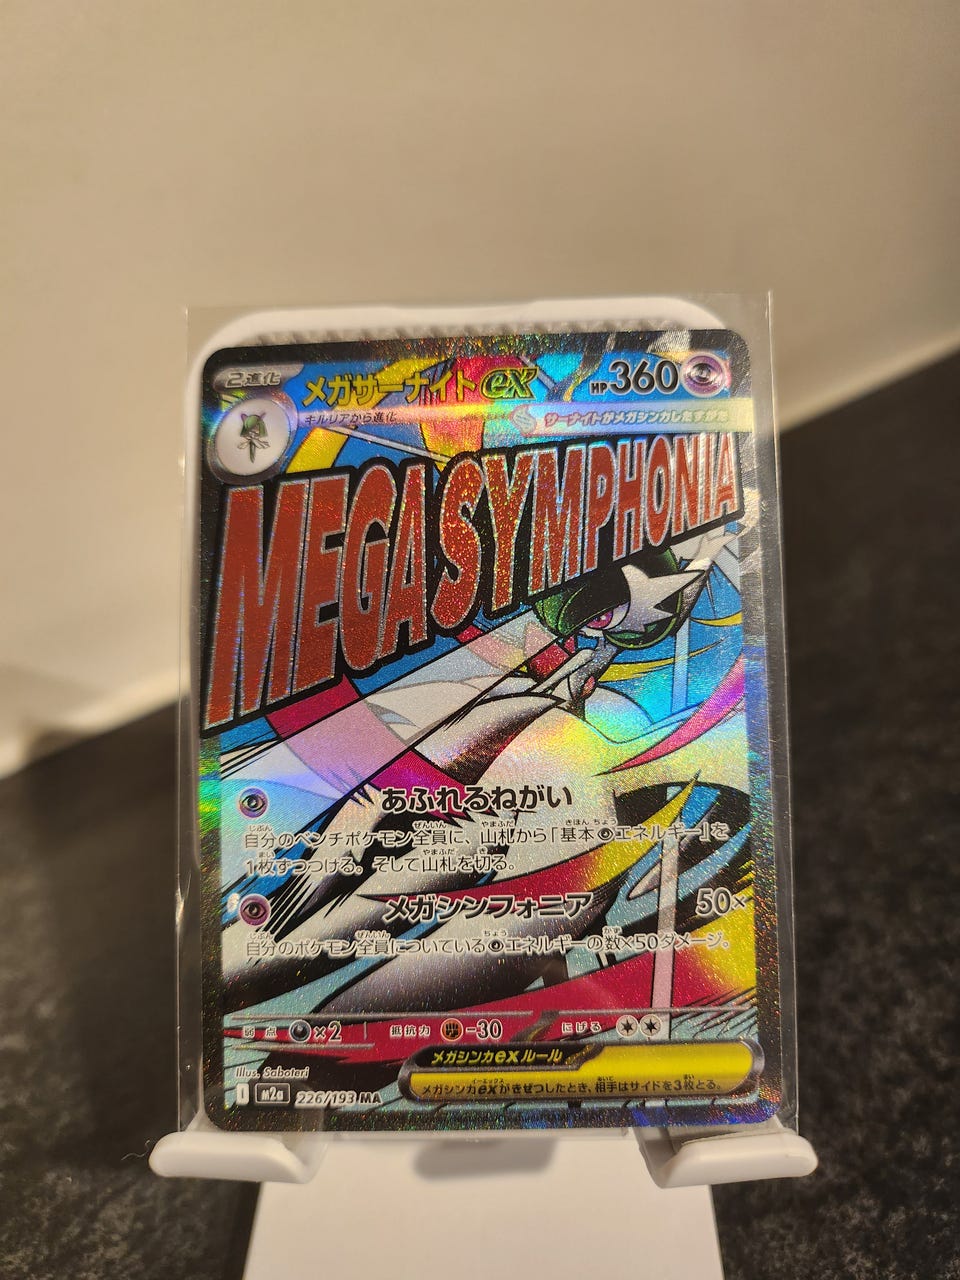 2進化
メガサーナイトex
HP360
キルリアから進化
サーナイトがメガシンカしたすがた
MEGA SYMPHONIA
あふれるねがい
自分のベンチポケモン全員に、山札から「基本エネルギー」を
1枚ずつつける。そして山札を切る。
メガシンフォニア 50×
自分のポケモン全員についているエネルギーの数×50ダメージ。
弱点 ×2 抵抗力 -30 にげる
メガシンカexルール
メガシンカexがきぜつしたとき、相手はサイドを3枚とる。
Illus. Saboteri
I m2a 226/193 MA